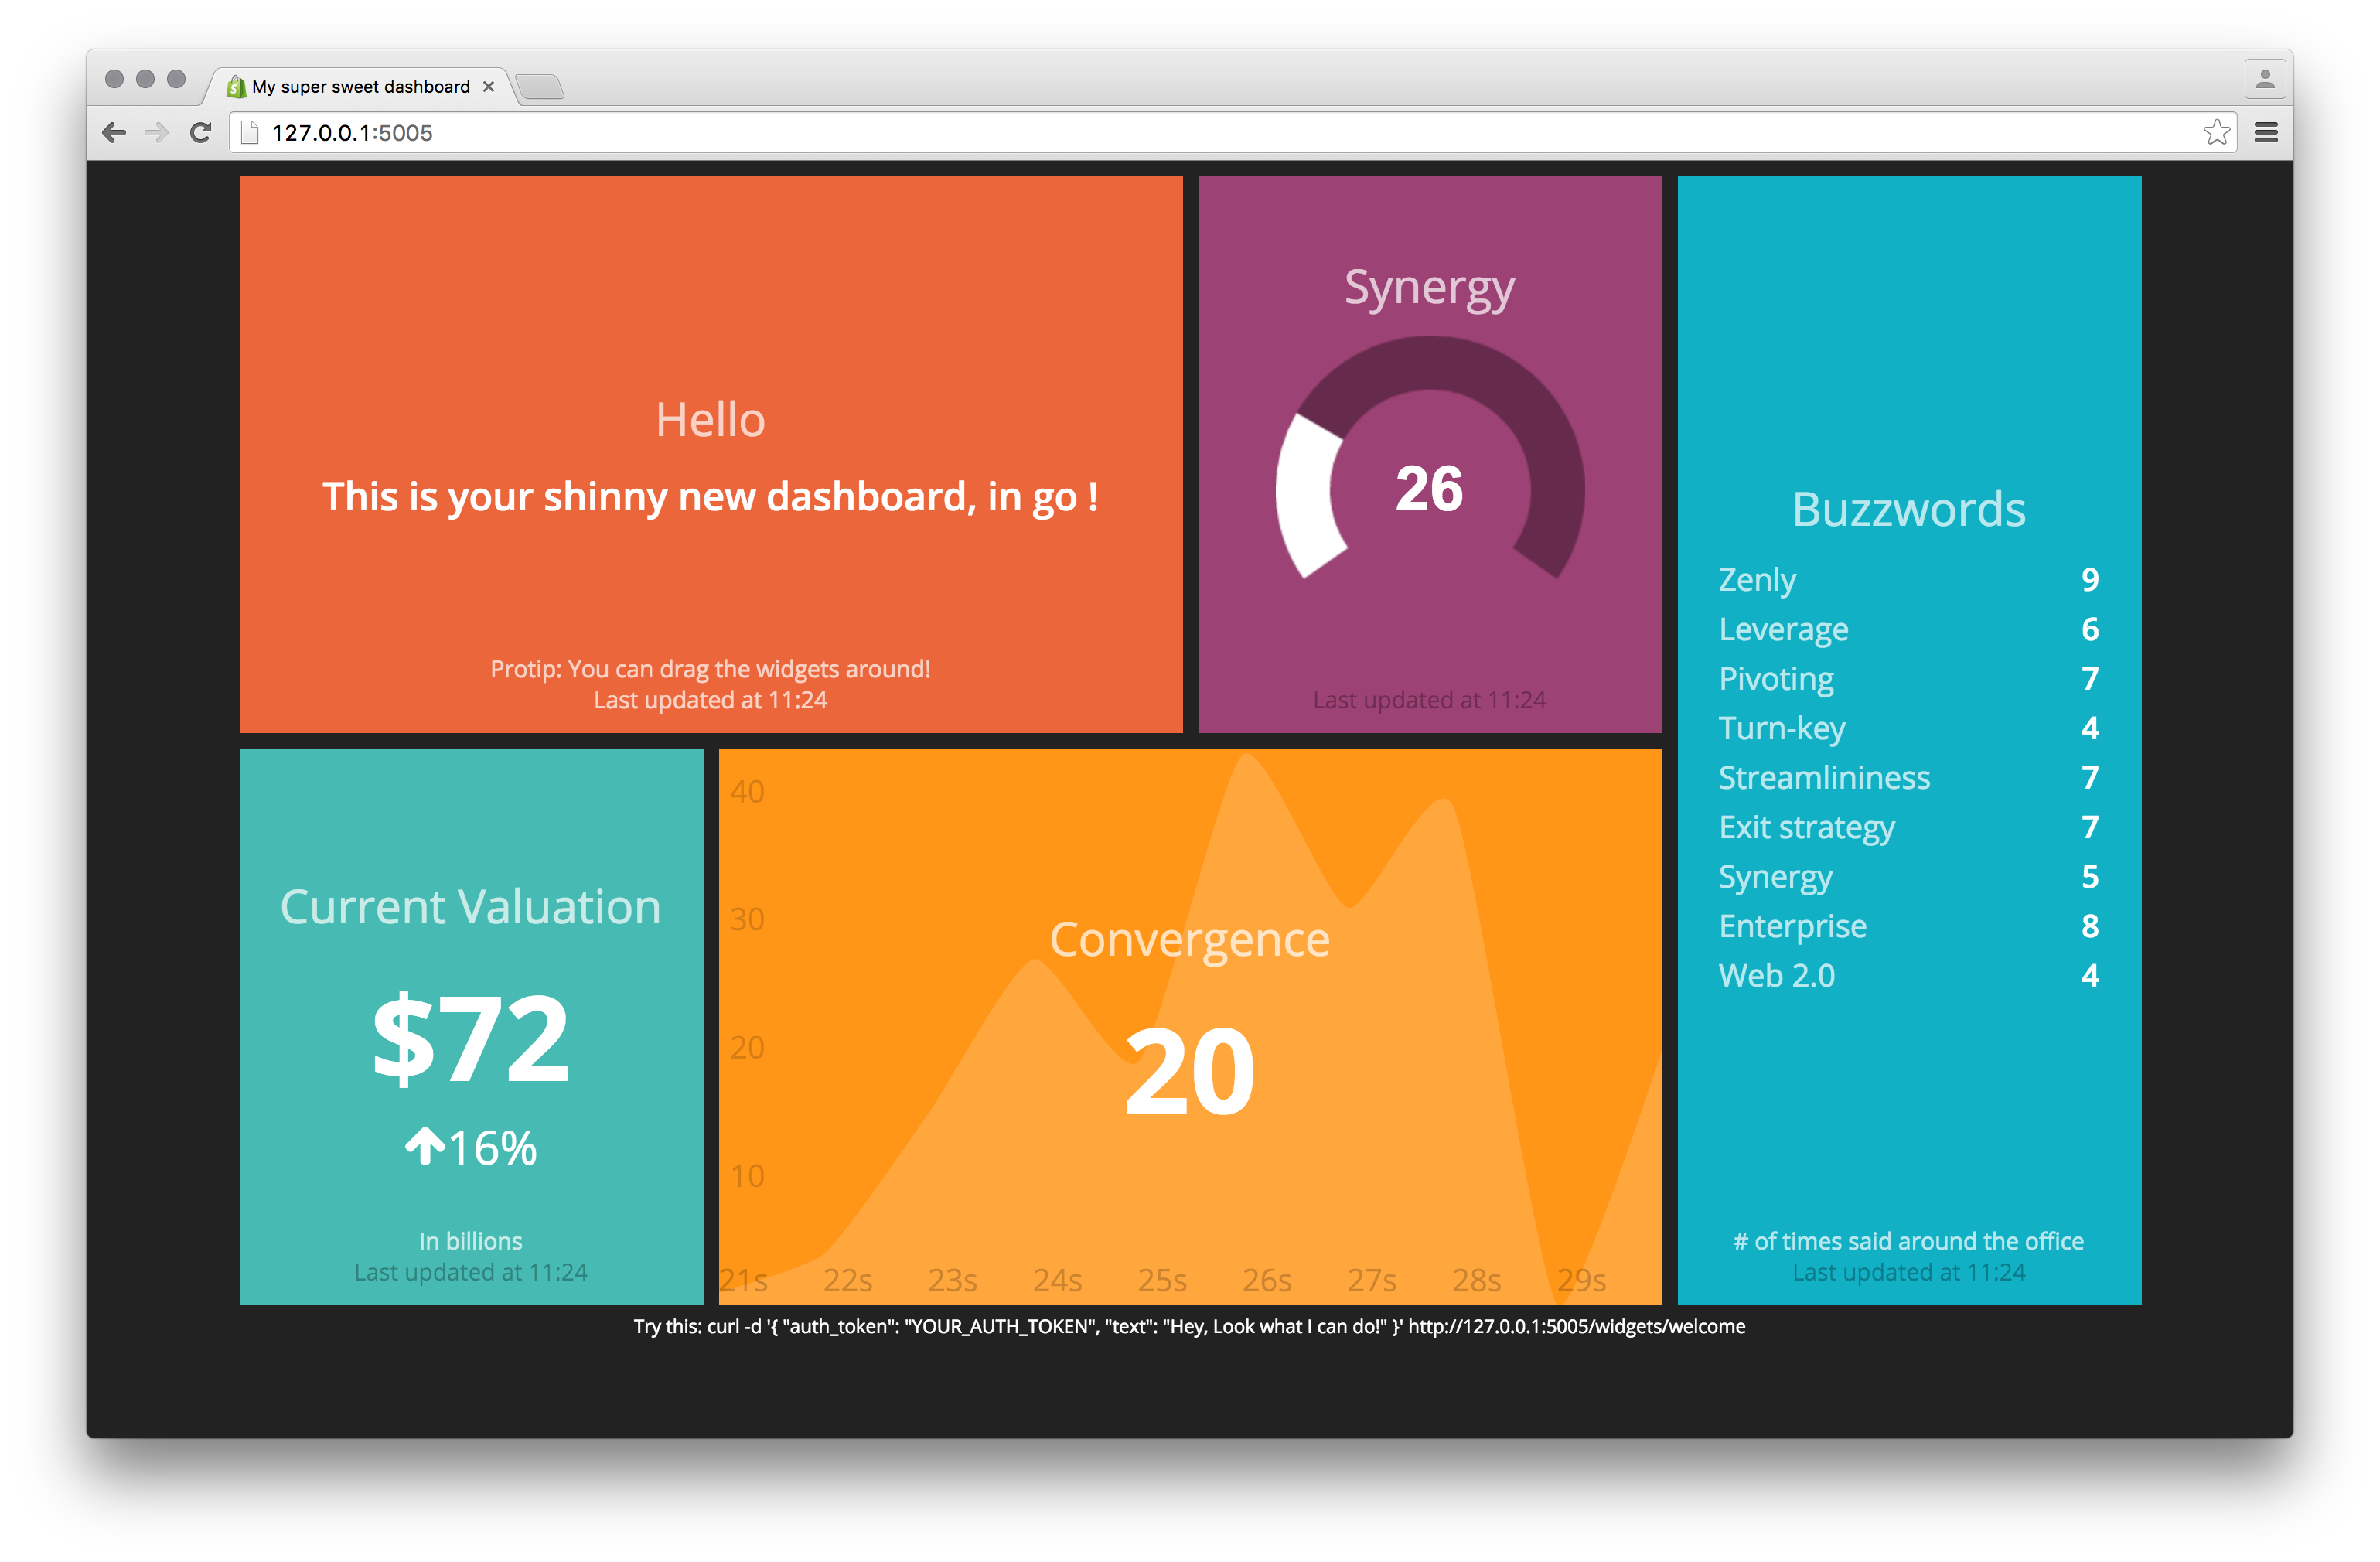 My super sweet dashboard
127.0.0.1:5005
Hello
This is your shinny new dashboard, in go !
Protip: You can drag the widgets around!
Last updated at 11:24
Synergy
26
Last updated at 11:24
Buzzwords
Zenly 9
Leverage 6
Pivoting 7
Turn-key 4
Streamlininess 7
Exit strategy 7
Synergy 5
Enterprise 8
Web 2.0 4
# of times said around the office
Last updated at 11:24
Current Valuation
$72
16%
In billions
Last updated at 11:24
40
30
20
10
Convergence
20
21s 22s 23s 24s 25s 26s 27s 28s 29s
Try this: curl -d '{ "auth_token": "YOUR_AUTH_TOKEN", "text": "Hey, Look what I can do!" }' http://127.0.0.1:5005/widgets/welcome